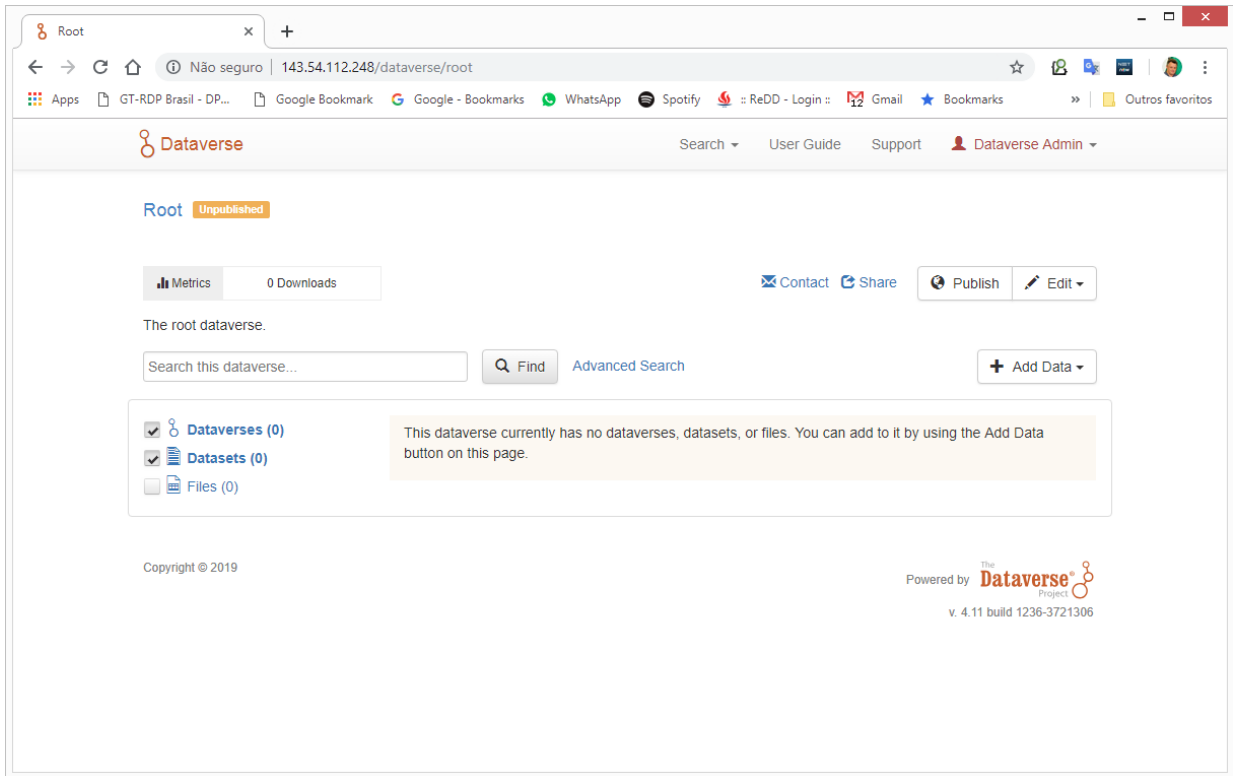 Root
Não seguro | 143.54.112.248/dataverse/root
Apps GT-RDP Brasil - DP... Google Bookmark Google - Bookmarks WhatsApp Spotify :: ReDD - Login :: 12 Gmail Bookmarks » Outros favoritos
Dataverse Search User Guide Support Dataverse Admin
Root Unpublished
Metrics 0 Downloads Contact Share Publish Edit
The root dataverse.
Search this dataverse... Find Advanced Search + Add Data
Dataverses (0)
Datasets (0)
Files (0)
This dataverse currently has no dataverses, datasets, or files. You can add to it by using the Add Data
button on this page.
Copyright © 2019
Powered by The Dataverse® Project
v. 4.11 build 1236-3721306